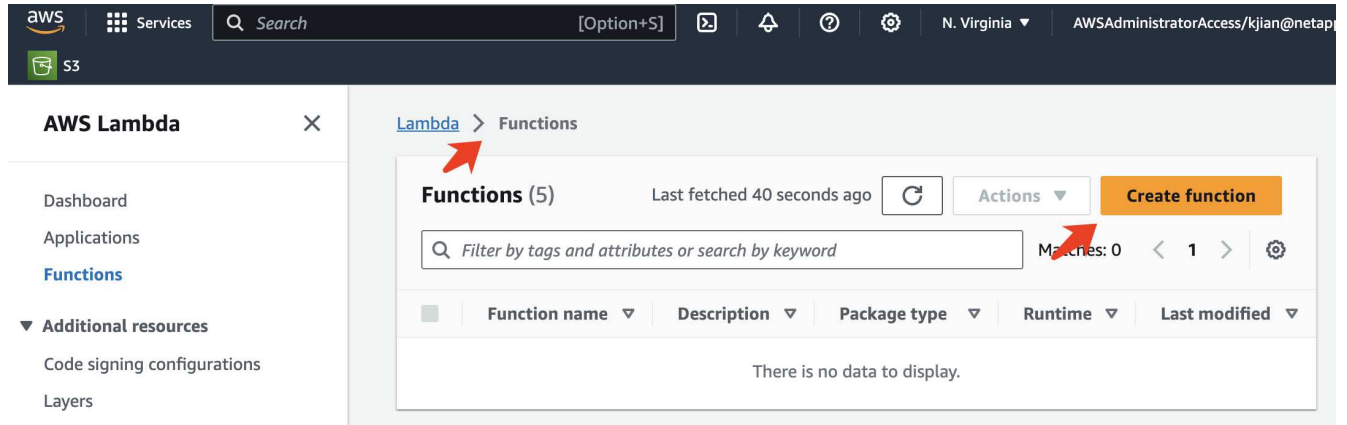 aws Services Search [Option+S] N. Virginia ▼ AWSAdministratorAccess/kjian@netapp
S3
AWS Lambda
Lambda > Functions
Functions (5) Last fetched 40 seconds ago Actions ▼ Create function
Filter by tags and attributes or search by keyword Matches: 0 < 1 >
Function name Description Package type Runtime Last modified
There is no data to display.
Dashboard
Applications
Functions
▼ Additional resources
Code signing configurations
Layers